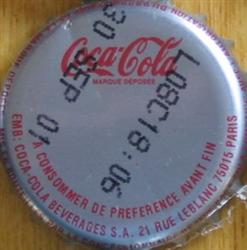 Coca-Cola
MARQUE DÉPOSÉE
30 SEP 01
L08C18:06
A CONSOMMER DE PREFERENCE AVANT FIN
EMB: COCA-COLA BEVERAGES S.A. 21 RUE LEBLANC 75015 PARIS